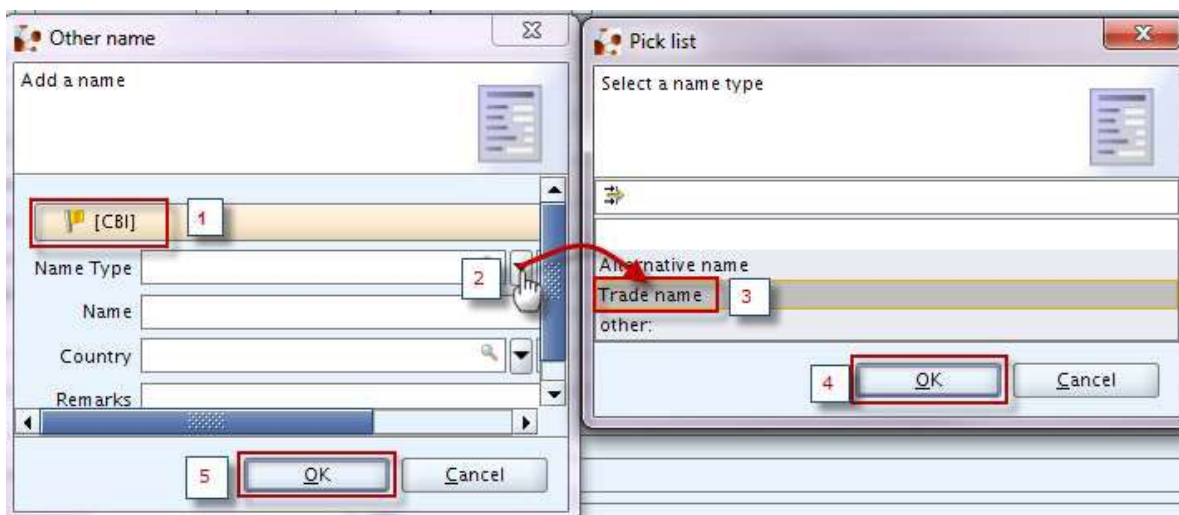 Other name
Add a name
[CBI]
1
Name Type
2
Name
Country
Remarks
5
OK
Cancel
Pick list
Select a name type
Alternative name
Trade name
3
other:
4
OK
Cancel